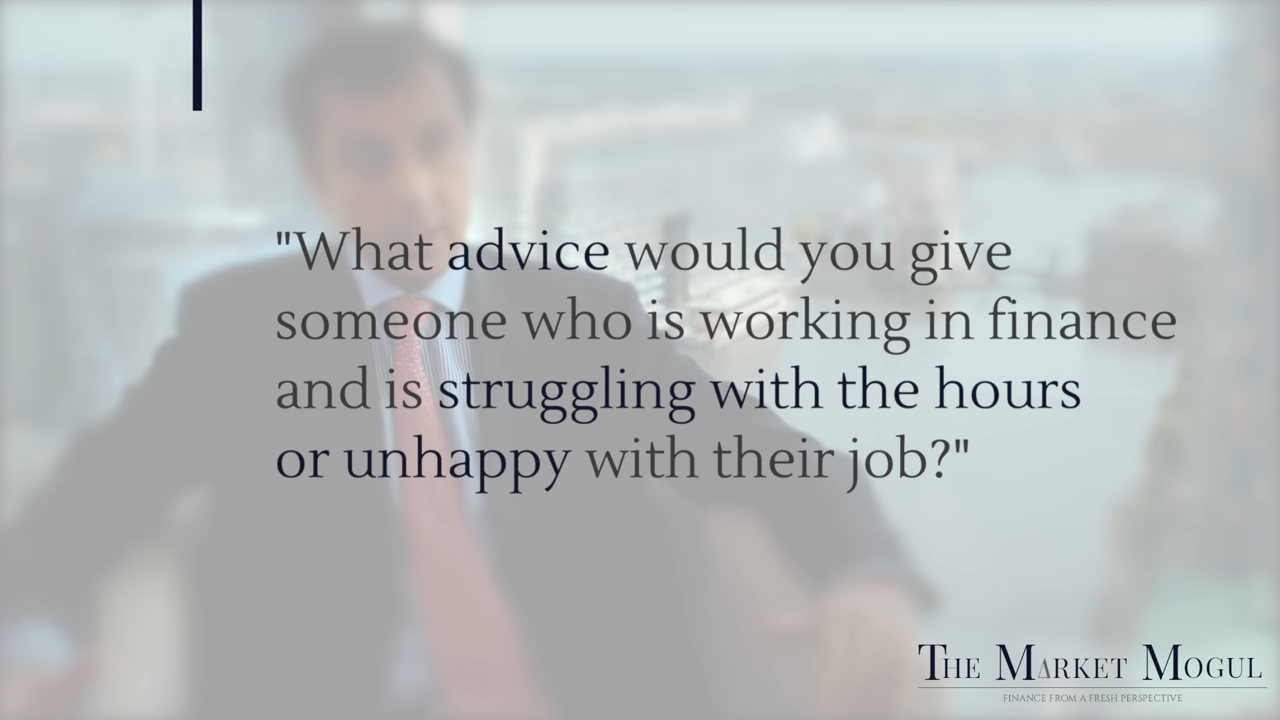 "What advice would you give
someone who is working in finance
and is struggling with the hours
or unhappy with their job?"
THE MARKET MOGUL
FINANCE FROM A FRESH PERSPECTIVE